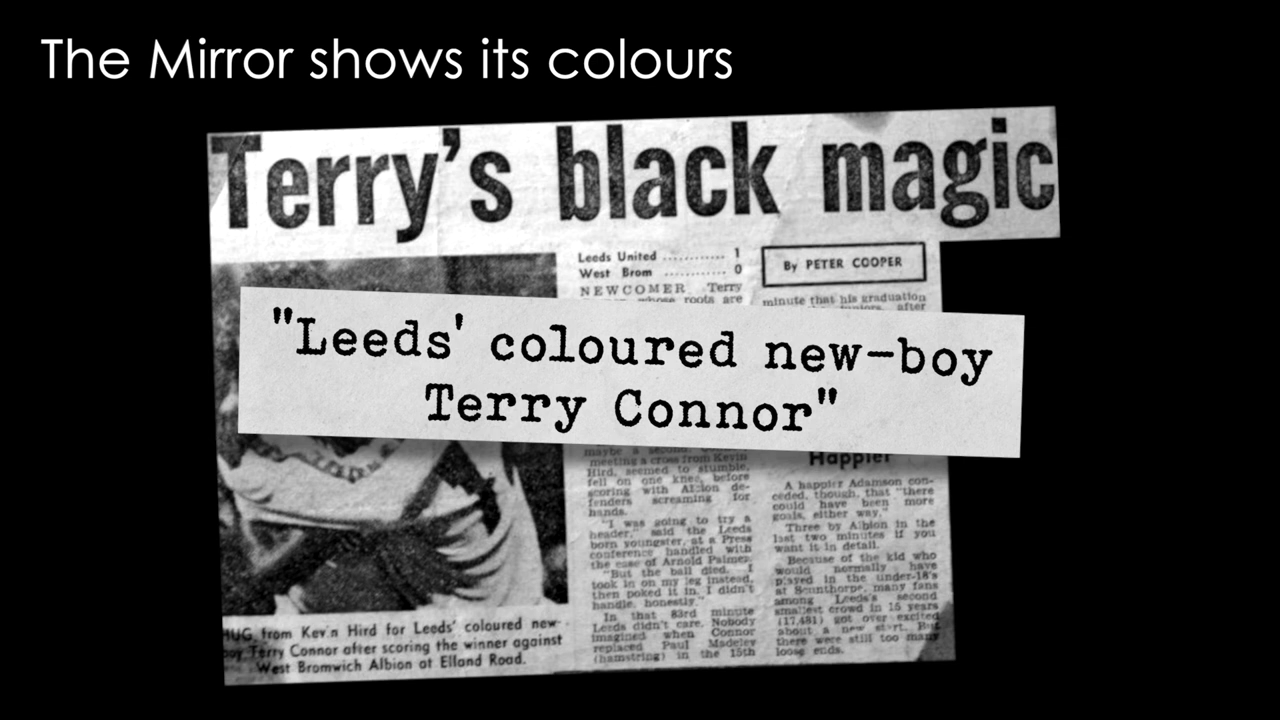 The Mirror shows its colours
Terry's black magic
Leeds United ............ 1
West Brom ............ 0
NEWCOMER Terry
whose roots are
By PETER COOPER
minute that his graduation
after
"Leeds' coloured new-boy
Terry Connor"
maybe a second.
meeting a cross from Kevin
Hird, seemed to stumble,
fell on one knee, before
scoring with Albion de-
fenders screaming for
hands.
"I was going to try a
header," said the Leeds
born youngster, at a Press
conference handled with
the ease of Arnold Palmer.
"But the ball died. I
took in on my leg instead,
then poked it in. I didn't
handle, honestly."
In that 83rd minute
Leeds didn't care. Nobody
imagined when Connor
replaced Paul Madeley
(hamstring) in the 15th
Happier
A happier Adamson con-
ceded, though, that "there
could have been more
goals, either way."
Three by Albion in the
last two minutes if you
want it in detail.
Because of the kid who
would normally have
played in the under-18's
at Scunthorpe, many fans
among Leeds's second
smallest crowd in 15 years
(17,481) got over excited
about a new start. But
there were still too many
loose ends.
HUG from Kevin Hird for Leeds' coloured new-
boy Terry Connor after scoring the winner against
West Bromwich Albion at Elland Road.